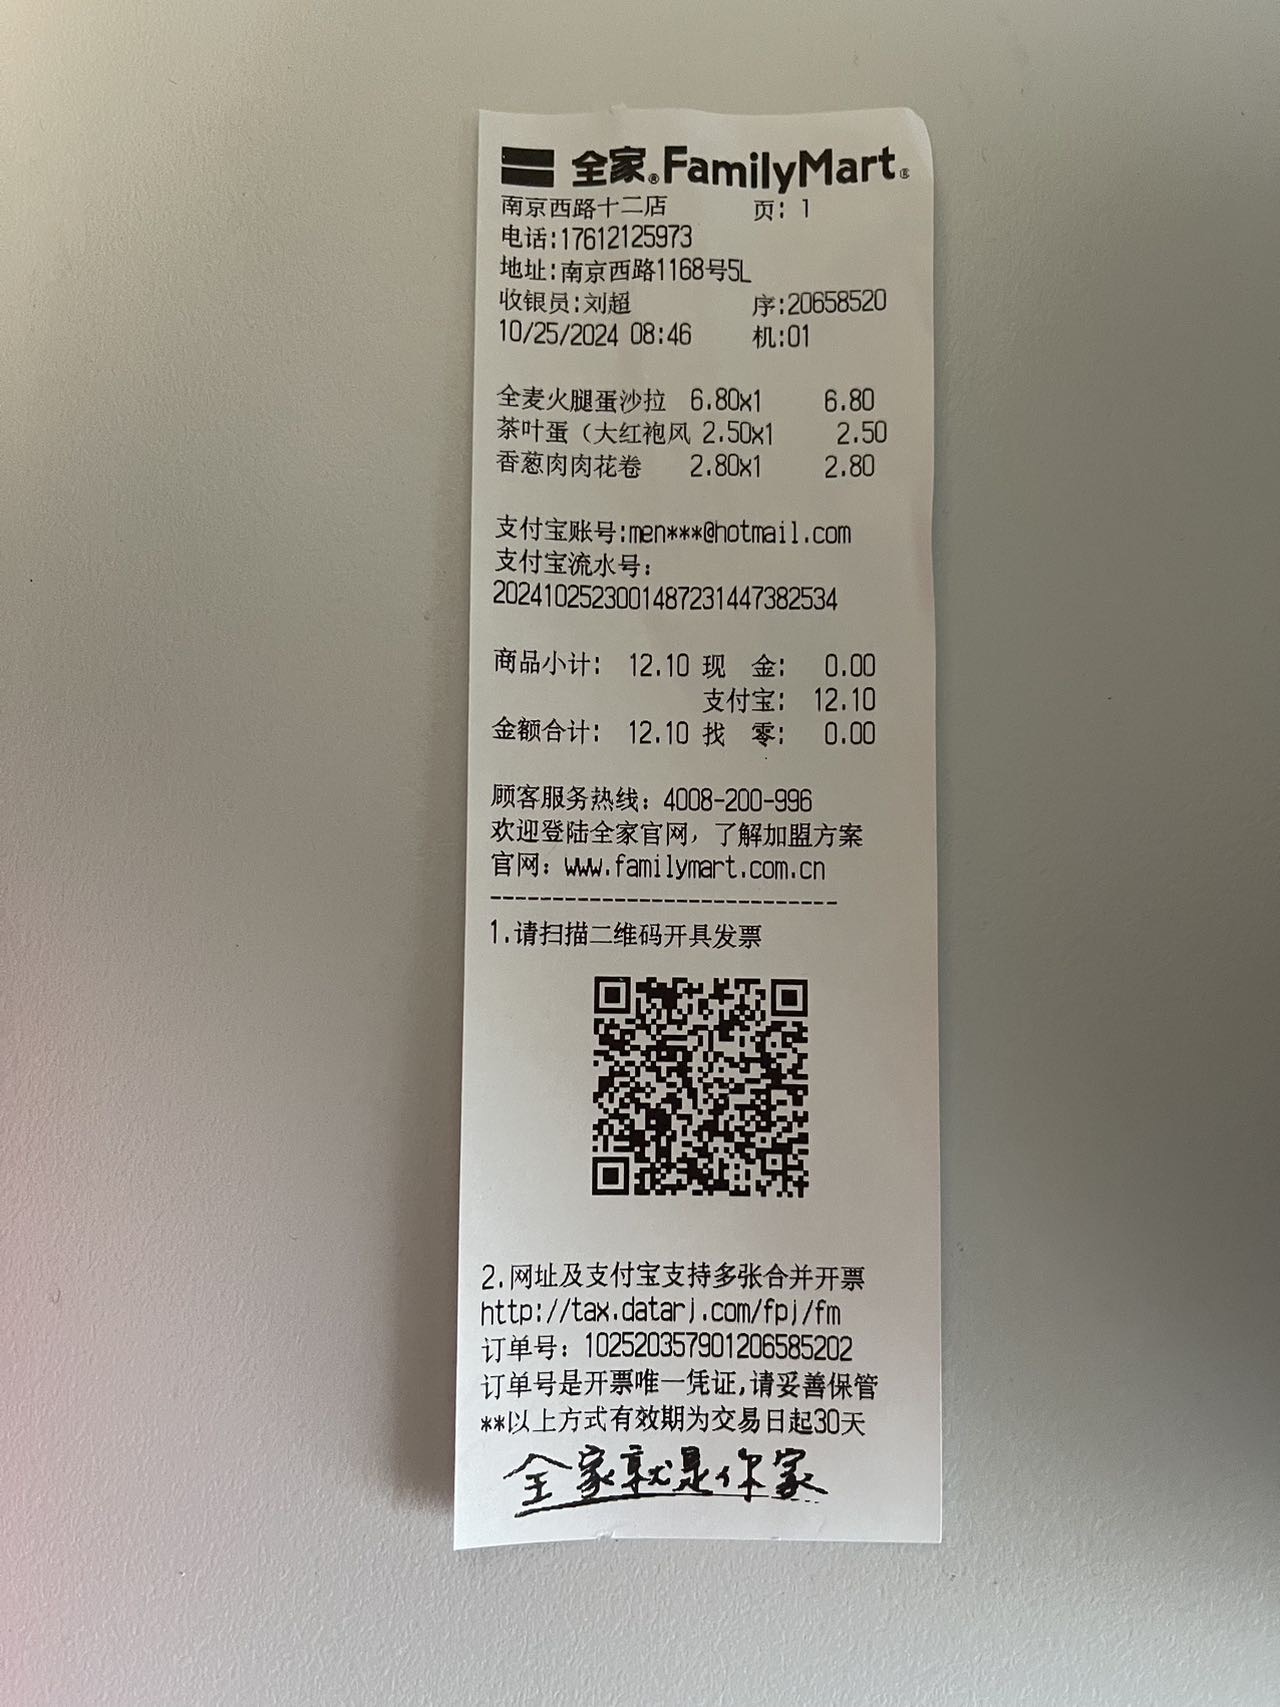 全家® FamilyMart®
南京西路十二店 页: 1
电话:17612125973
地址:南京西路1168号5L
收银员:刘超 序:20658520
10/25/2024 08:46 机:01
全麦火腿蛋沙拉 6.80x1 6.80
茶叶蛋（大红袍风 2.50x1 2.50
香葱肉肉花卷 2.80x1 2.80
支付宝账号:men***@hotmail.com
支付宝流水号:
2024102523001487231447382534
商品小计: 12.10 现 金: 0.00
支付宝: 12.10
金额合计: 12.10 找 零: 0.00
顾客服务热线：4008-200-996
欢迎登陆全家官网，了解加盟方案
官网：www.familymart.com.cn
----------------------------
1.请扫描二维码开具发票
2.网址及支付宝支持多张合并开票
http://tax.datarj.com/fpj/fm
订单号：1025203579012065​85202
订单号是开票唯一凭证,请妥善保管
**以上方式有效期为交易日起30天
全家就是你家